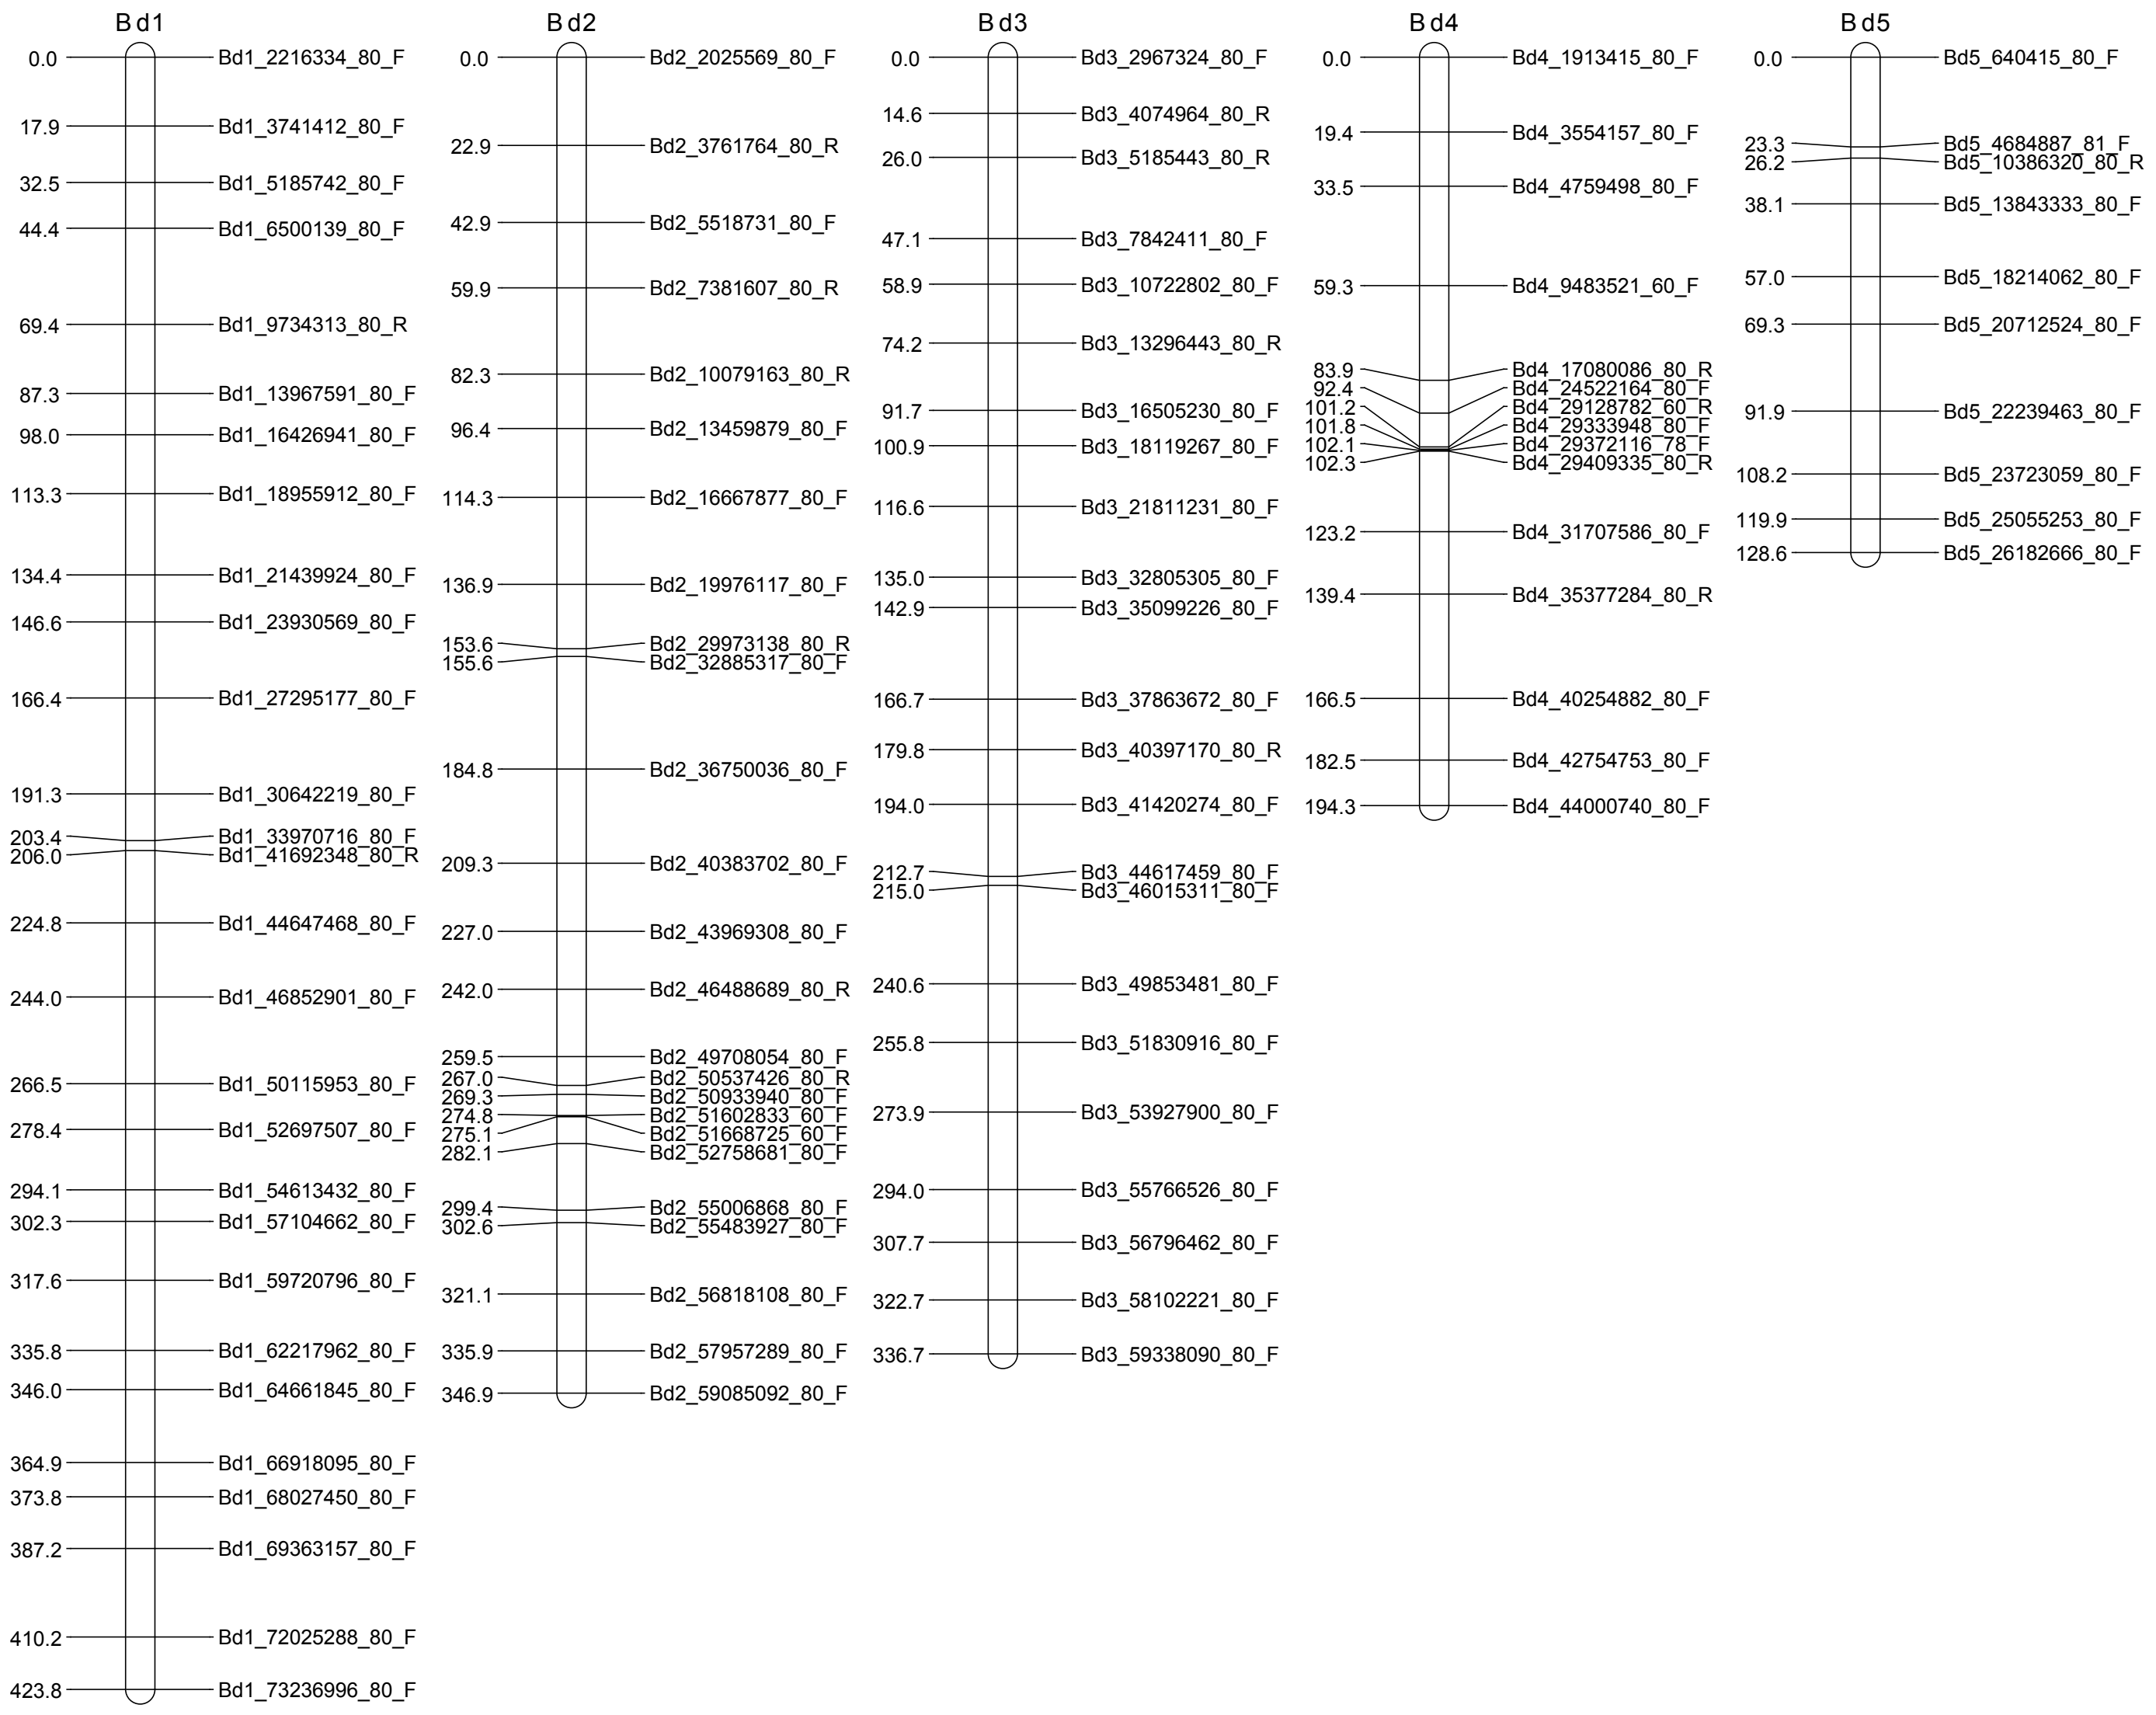 Bd1
0.0 Bd1_2216334_80_F
17.9 Bd1_3741412_80_F
32.5 Bd1_5185742_80_F
44.4 Bd1_6500139_80_F
69.4 Bd1_9734313_80_R
87.3 Bd1_13967591_80_F
98.0 Bd1_16426941_80_F
113.3 Bd1_18955912_80_F
134.4 Bd1_21439924_80_F
146.6 Bd1_23930569_80_F
166.4 Bd1_27295177_80_F
191.3 Bd1_30642219_80_F
203.4 Bd1_33970716_80_F
206.0 Bd1_41692348_80_R
224.8 Bd1_44647468_80_F
244.0 Bd1_46852901_80_F
266.5 Bd1_50115953_80_F
278.4 Bd1_52697507_80_F
294.1 Bd1_54613432_80_F
302.3 Bd1_57104662_80_F
317.6 Bd1_59720796_80_F
335.8 Bd1_62217962_80_F
346.0 Bd1_64661845_80_F
364.9 Bd1_66918095_80_F
373.8 Bd1_68027450_80_F
387.2 Bd1_69363157_80_F
410.2 Bd1_72025288_80_F
423.8 Bd1_73236996_80_F
Bd2
0.0 Bd2_2025569_80_F
22.9 Bd2_3761764_80_R
42.9 Bd2_5518731_80_F
59.9 Bd2_7381607_80_R
82.3 Bd2_10079163_80_R
96.4 Bd2_13459879_80_F
114.3 Bd2_16667877_80_F
136.9 Bd2_19976117_80_F
153.6 Bd2_29973138_80_R
155.6 Bd2_32885317_80_F
184.8 Bd2_36750036_80_F
209.3 Bd2_40383702_80_F
227.0 Bd2_43969308_80_F
242.0 Bd2_46488689_80_R
259.5 Bd2_49708054_80_F
267.0 Bd2_50537426_80_R
269.3 Bd2_50933940_80_F
274.8 Bd2_51602833_60_F
275.1 Bd2_51668725_60_F
282.1 Bd2_52758681_80_F
299.4 Bd2_55006868_80_F
302.6 Bd2_55483927_80_F
321.1 Bd2_56818108_80_F
335.9 Bd2_57957289_80_F
346.9 Bd2_59085092_80_F
Bd3
0.0 Bd3_2967324_80_F
14.6 Bd3_4074964_80_R
26.0 Bd3_5185443_80_R
47.1 Bd3_7842411_80_F
58.9 Bd3_10722802_80_F
74.2 Bd3_13296443_80_R
91.7 Bd3_16505230_80_F
100.9 Bd3_18119267_80_F
116.6 Bd3_21811231_80_F
135.0 Bd3_32805305_80_F
142.9 Bd3_35099226_80_F
166.7 Bd3_37863672_80_F
179.8 Bd3_40397170_80_R
194.0 Bd3_41420274_80_F
212.7 Bd3_44617459_80_F
215.0 Bd3_46015311_80_F
240.6 Bd3_49853481_80_F
255.8 Bd3_51830916_80_F
273.9 Bd3_53927900_80_F
294.0 Bd3_55766526_80_F
307.7 Bd3_56796462_80_F
322.7 Bd3_58102221_80_F
336.7 Bd3_59338090_80_F
Bd4
0.0 Bd4_1913415_80_F
19.4 Bd4_3554157_80_F
33.5 Bd4_4759498_80_F
59.3 Bd4_9483521_60_F
83.9 Bd4_17080086_80_R
92.4 Bd4_24522164_80_F
101.2 Bd4_29128782_60_R
101.8 Bd4_29333948_80_F
102.1 Bd4_29372116_78_F
102.3 Bd4_29409335_80_R
123.2 Bd4_31707586_80_F
139.4 Bd4_35377284_80_R
166.5 Bd4_40254882_80_F
182.5 Bd4_42754753_80_F
194.3 Bd4_44000740_80_F
Bd5
0.0 Bd5_640415_80_F
23.3 Bd5_4684887_81_F
26.2 Bd5_10386320_80_R
38.1 Bd5_13843333_80_F
57.0 Bd5_18214062_80_F
69.3 Bd5_20712524_80_F
91.9 Bd5_22239463_80_F
108.2 Bd5_23723059_80_F
119.9 Bd5_25055253_80_F
128.6 Bd5_26182666_80_F